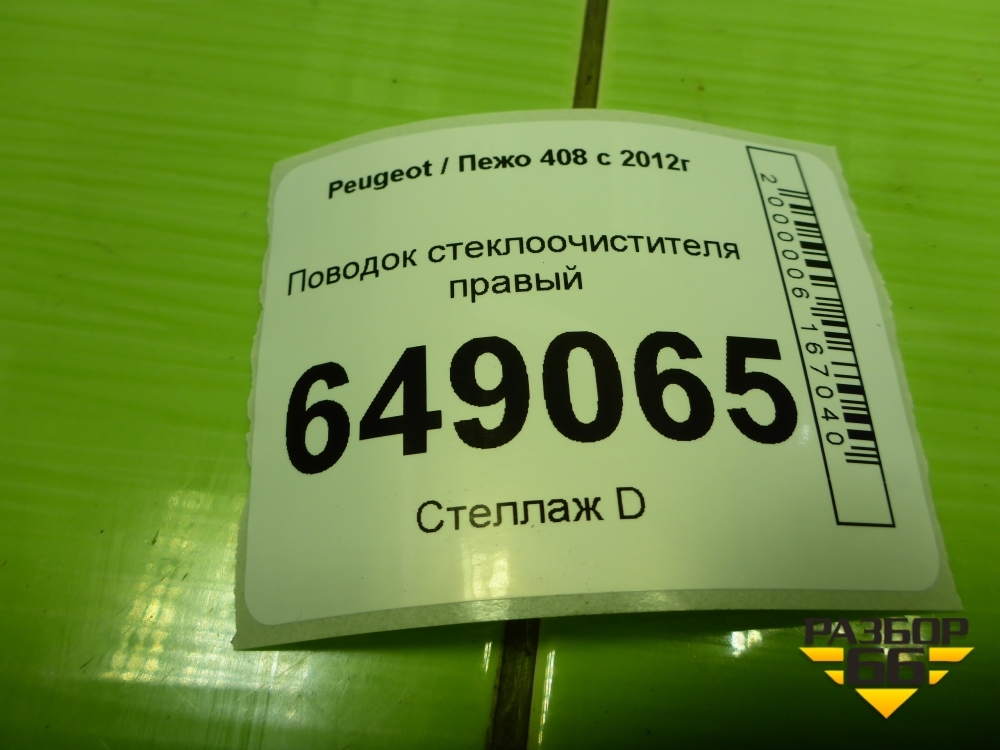 Peugeot / Пежо 408 с 2012г
Поводок стеклоочистителя
правый
649065
Стеллаж D
2000006167040
РАЗБОР
66